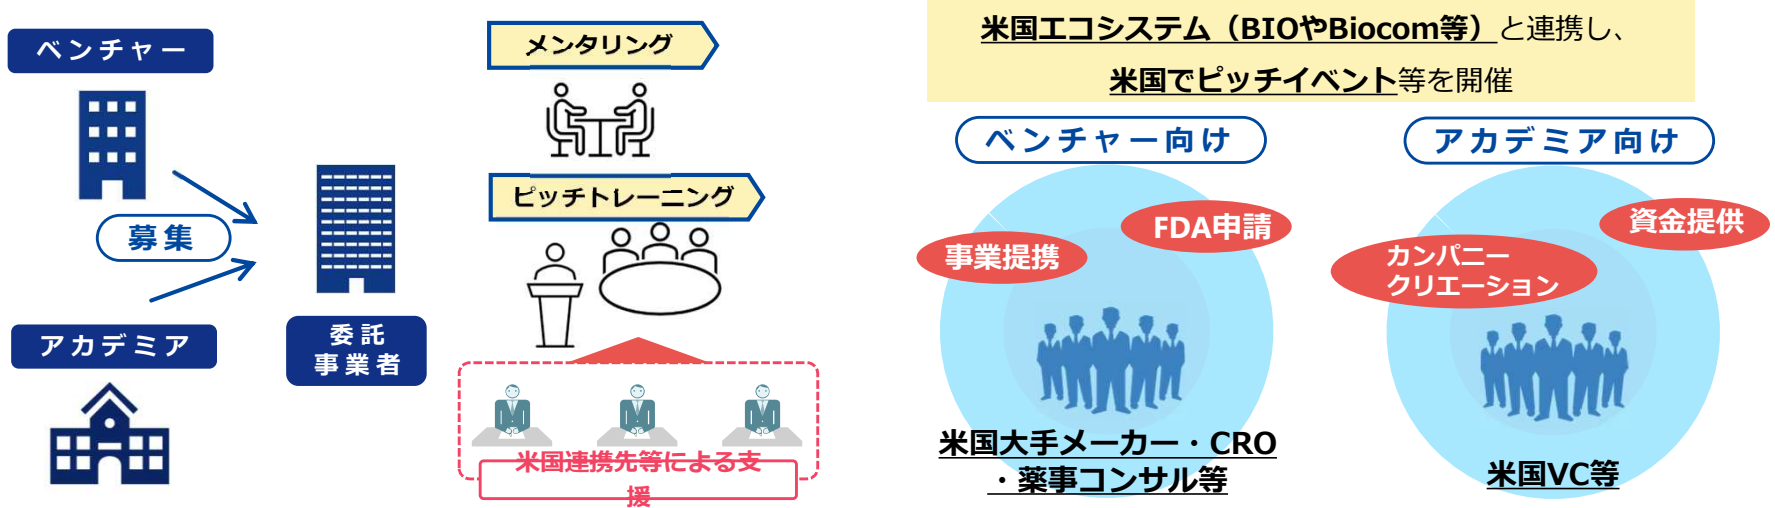 ベンチャー
募集
アカデミア
委託
事業者
メンタリング
ピッチトレーニング
米国連携先等による支
援
米国エコシステム（BIOやBiocom等）と連携し、
米国でピッチイベント等を開催
ベンチャー向け
事業提携
FDA申請
米国大手メーカー・CRO
・薬事コンサル等
アカデミア向け
カンパニー
クリエーション
資金提供
米国VC等